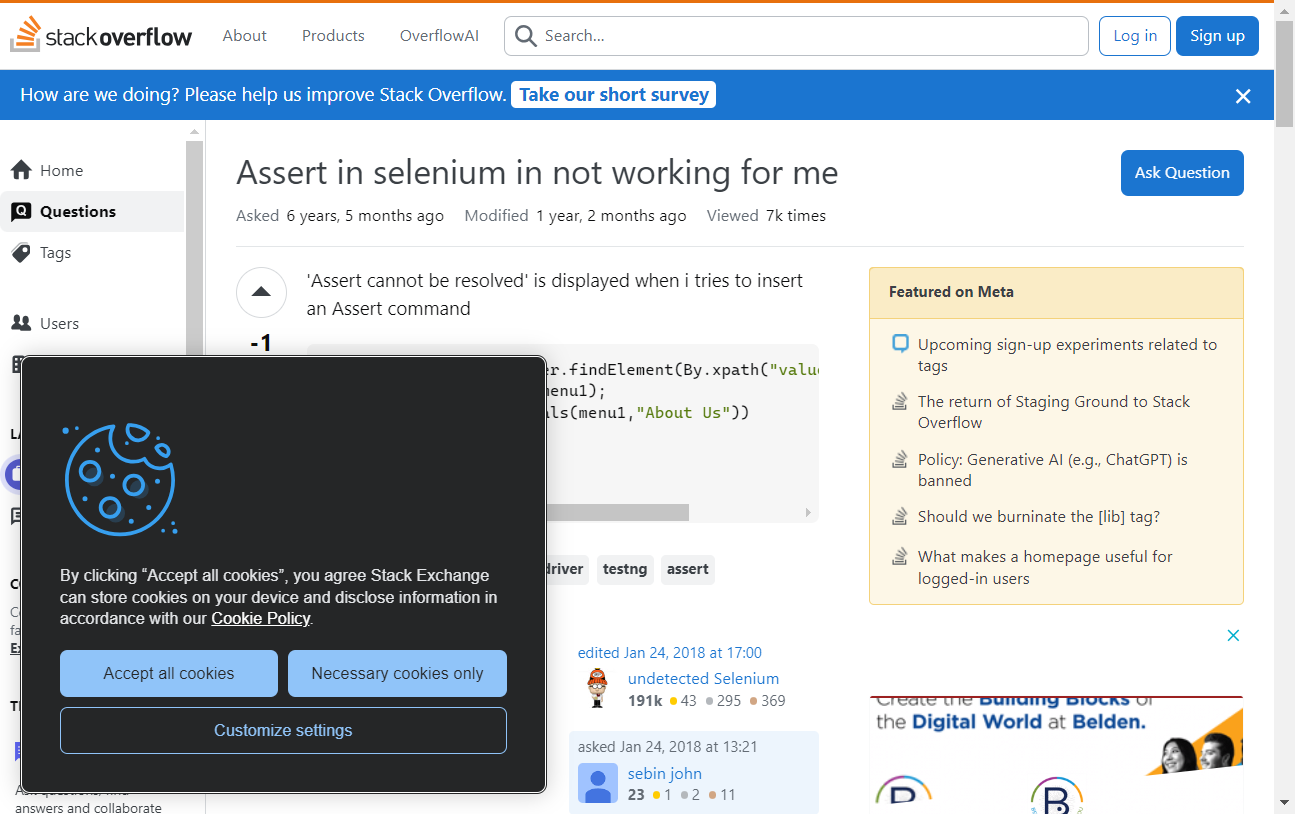 stack overflow
About
Products
OverflowAI
Search...
Log in
Sign up
How are we doing? Please help us improve Stack Overflow. Take our short survey
Home
Questions
Tags
Users
Assert in selenium in not working for me
Ask Question
Asked 6 years, 5 months ago Modified 1 year, 2 months ago Viewed 7k times
'Assert cannot be resolved' is displayed when i tries to insert
an Assert command
-1
er.findElement(By.xpath("value
menu1);
als(menu1,"About Us"))
driver
testng
assert
edited Jan 24, 2018 at 17:00
undetected Selenium
191k 43 295 369
asked Jan 24, 2018 at 13:21
sebin john
23 1 2 11
Featured on Meta
Upcoming sign-up experiments related to
tags
The return of Staging Ground to Stack
Overflow
Policy: Generative AI (e.g., ChatGPT) is
banned
Should we burninate the [lib] tag?
What makes a homepage useful for
logged-in users
Create the Building Blocks of
the Digital World at Belden.
By clicking “Accept all cookies”, you agree Stack Exchange
can store cookies on your device and disclose information in
accordance with our Cookie Policy.
Accept all cookies
Necessary cookies only
Customize settings
answers and collaborate